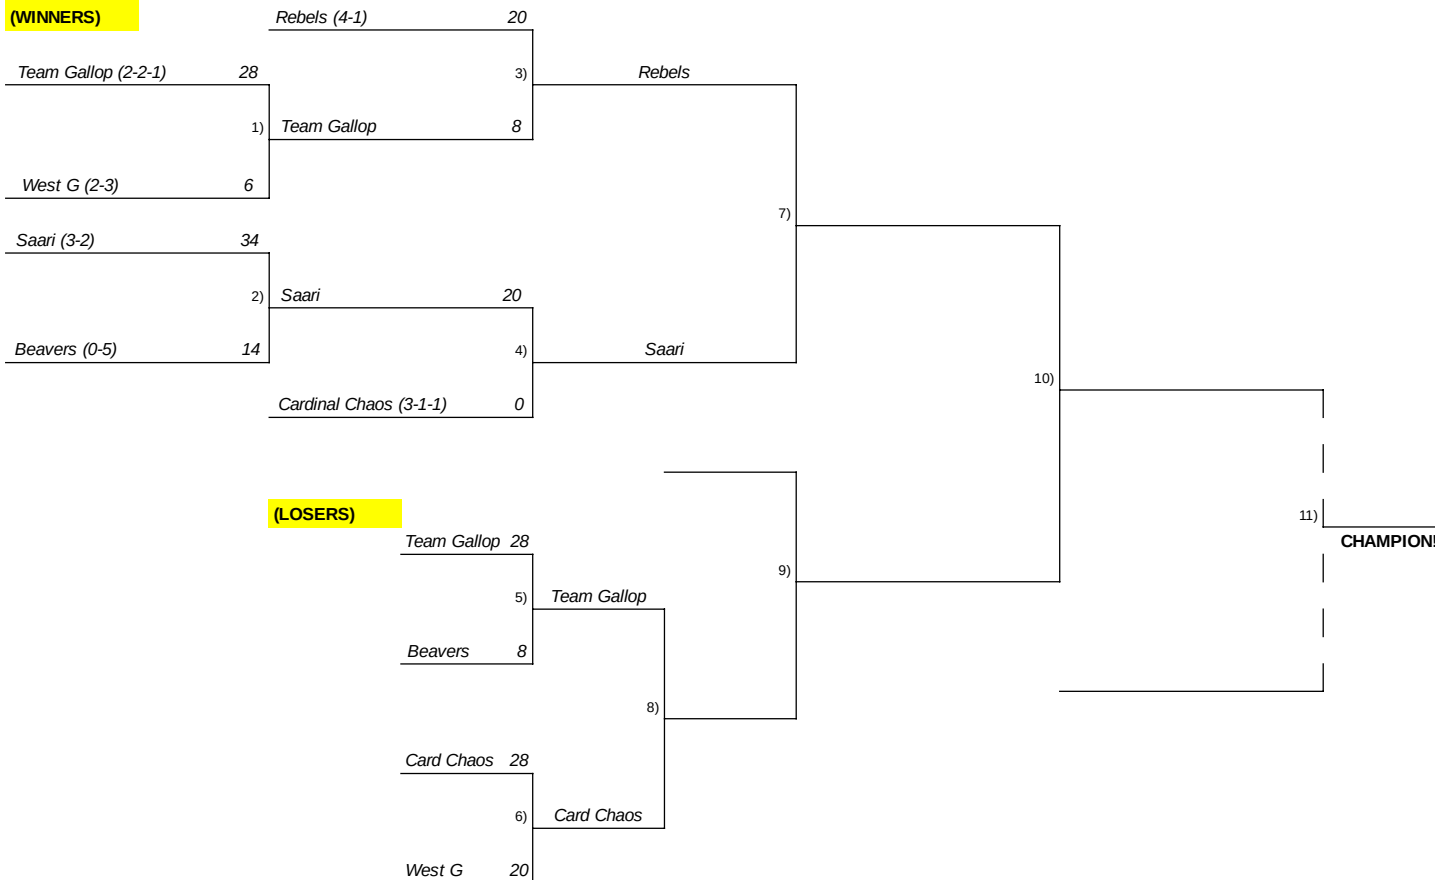 (WINNERS)
Rebels (4-1) 20
Team Gallop (2-2-1) 28
3)
Rebels
1)
Team Gallop 8
West G (2-3) 6
7)
Saari (3-2) 34
2)
Saari 20
Beavers (0-5) 14
4)
Saari
10)
Cardinal Chaos (3-1-1) 0
(LOSERS)
11)
Team Gallop 28
CHAMPION!
9)
5)
Team Gallop
Beavers 8
8)
Card Chaos 28
6)
Card Chaos
West G 20